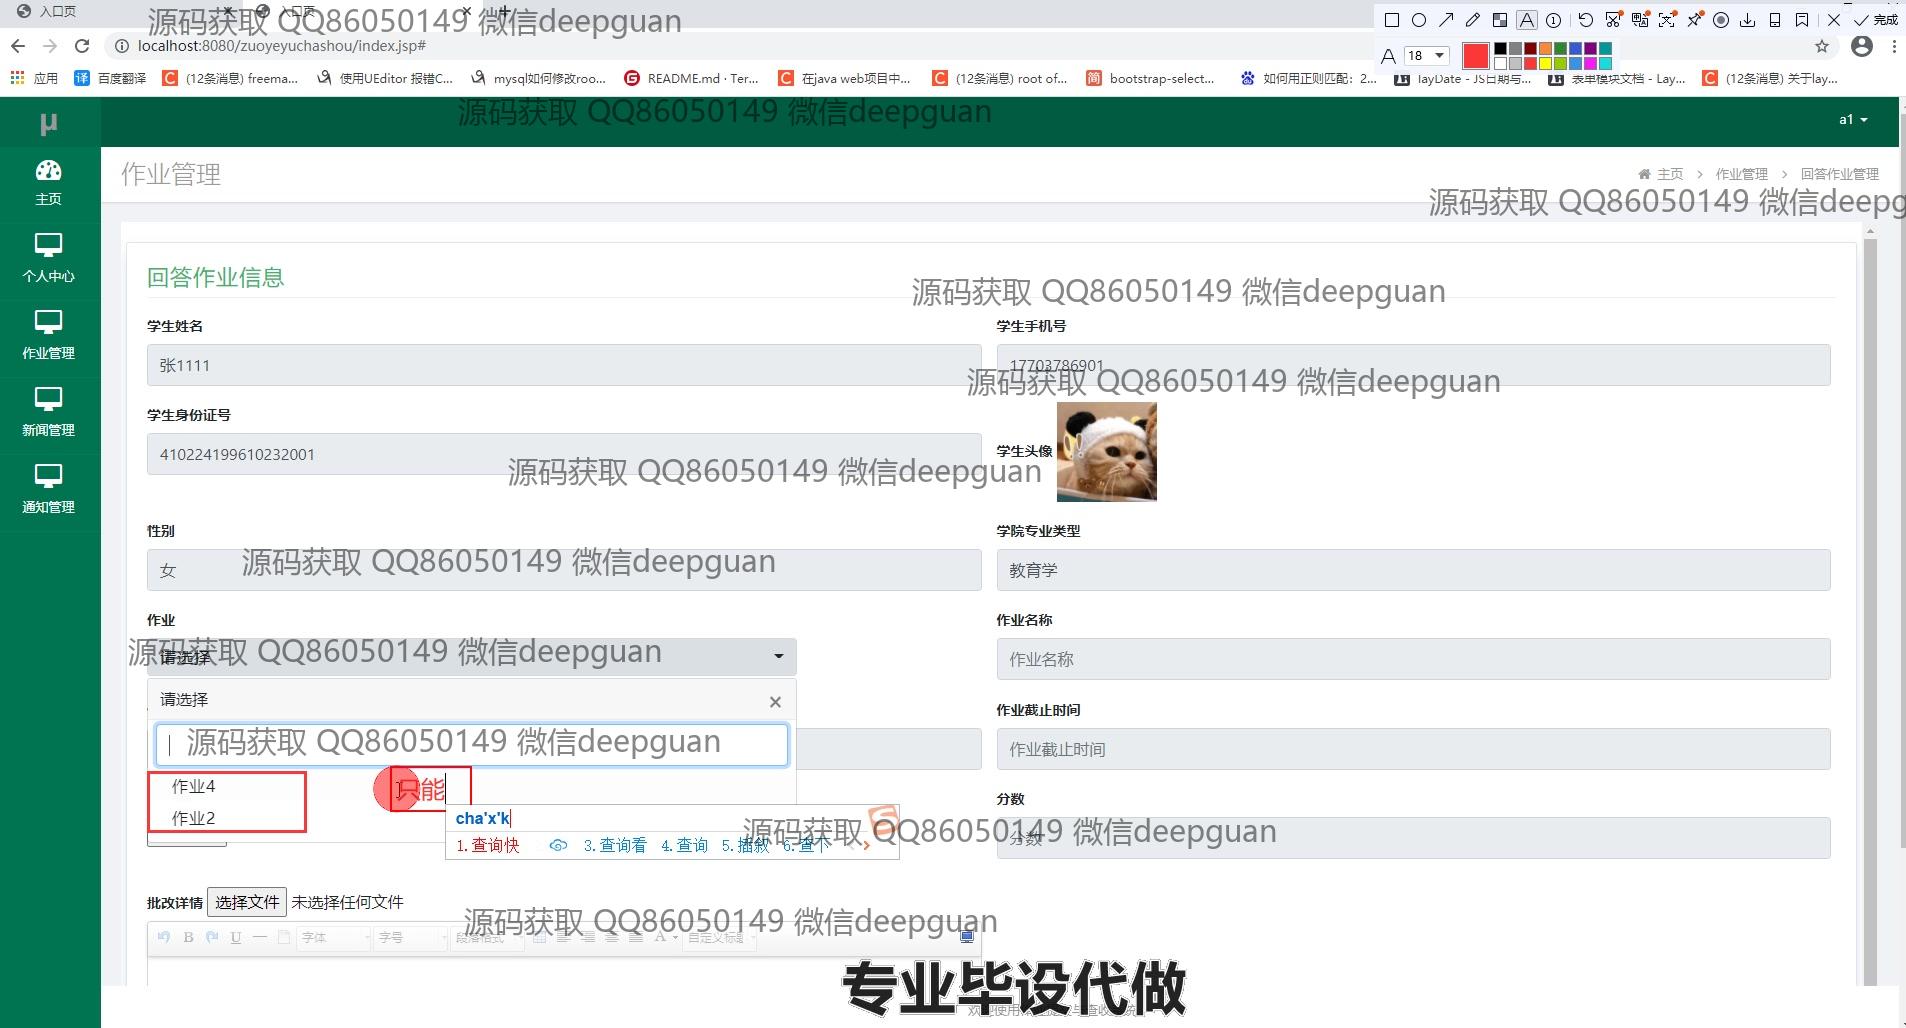 入口页
入口页
源码获取 QQ86050149 微信deepguan
完成
localhost:8080/zuoyeyuchashou/index.jsp#
A 18
应用 百度翻译 (12条消息) freema... 使用UEditor 报错C... mysql如何修改roo... README.md · Ter... 在java web项目中... (12条消息) root of... bootstrap-select... 如何用正则匹配：2... layDate - JS日期与... 表单模块文档 - Lay... (12条消息) 关于lay...
源码获取 QQ86050149 微信deepguan
μ
a1
主页
个人中心
作业管理
新闻管理
通知管理
作业管理
主页 > 作业管理 > 回答作业管理
源码获取 QQ86050149 微信deepg
回答作业信息
源码获取 QQ86050149 微信deepguan
学生姓名
学生手机号
张1111
17703786901
源码获取 QQ86050149 微信deepguan
学生身份证号
410224199610232001
学生头像
源码获取 QQ86050149 微信deepguan
性别
学院专业类型
女
源码获取 QQ86050149 微信deepguan
教育学
作业
作业名称
请选择
源码获取 QQ86050149 微信deepguan
作业名称
请选择
×
作业截止时间
源码获取 QQ86050149 微信deepguan
作业截止时间
作业4
只能
分数
作业2
cha'x'k
源码获取 QQ86050149 微信deepguan
分数
1.查询快 3.查询看 4.查询 5.插叙 6.查个
批改详情 选择文件 未选择任何文件
源码获取 QQ86050149 微信deepguan
B U 字体 字号 段落格式 A 自定义标题
专业毕设代做